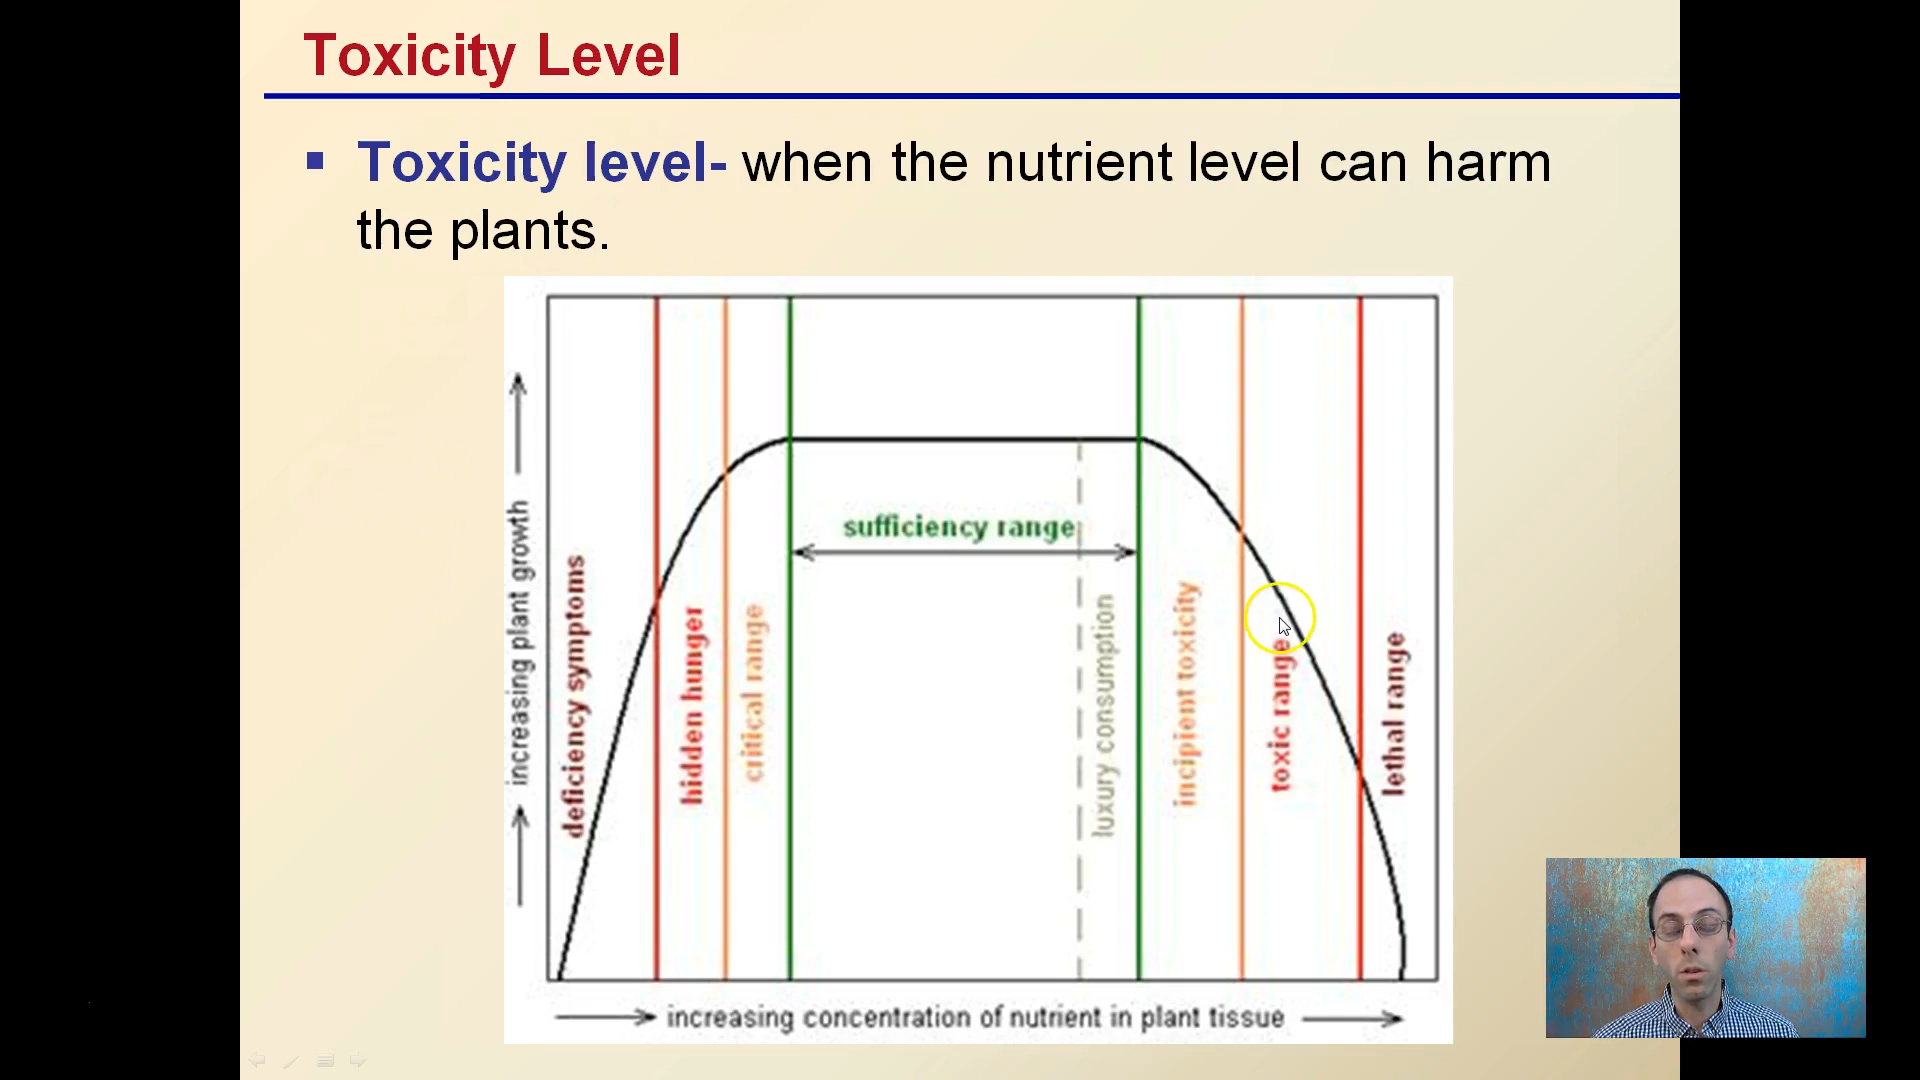 Toxicity Level
Toxicity level- when the nutrient level can harm
the plants.
increasing plant growth
deficiency symptoms
hidden hunger
critical range
sufficiency range
luxury consumption
incipient toxicity
toxic range
lethal range
increasing concentration of nutrient in plant tissue